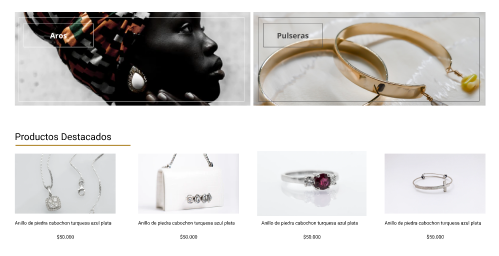 Aros
Pulseras
Productos Destacados
Anillo de piedra cabochon turquesa azul plata
Anillo de piedra cabochon turquesa azul plata
Anillo de piedra cabochon turquesa azul plata
Anillo de piedra cabochon turquesa azul plata
$50.000
$50.000
$50.000
$50.000